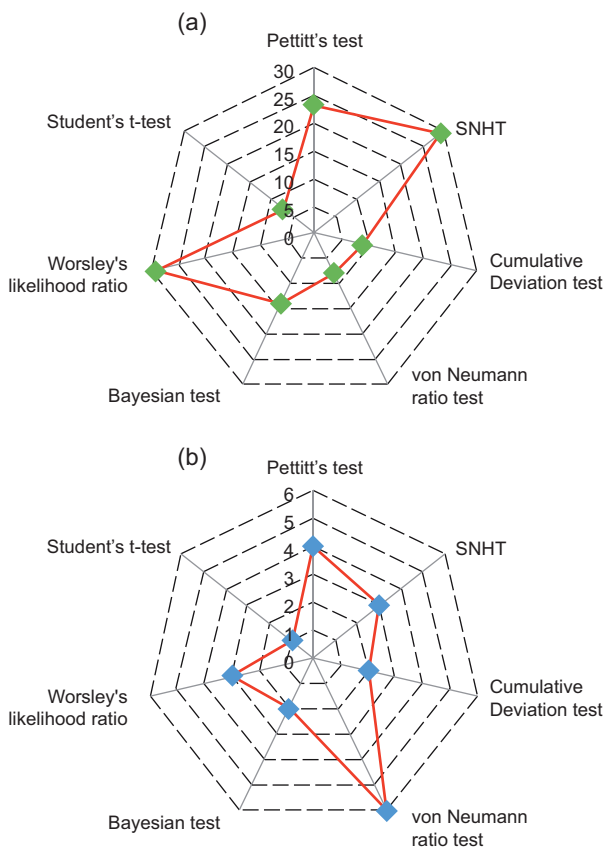 (a)
Pettitt's test
30
25
20
15
10
5
0
SNHT
Student's t-test
Cumulative
Deviation test
Worsley's
likelihood ratio
von Neumann
ratio test
Bayesian test
(b)
Pettitt's test
6
5
4
3
2
1
0
SNHT
Student's t-test
Cumulative
Deviation test
Worsley's
likelihood ratio
von Neumann
ratio test
Bayesian test